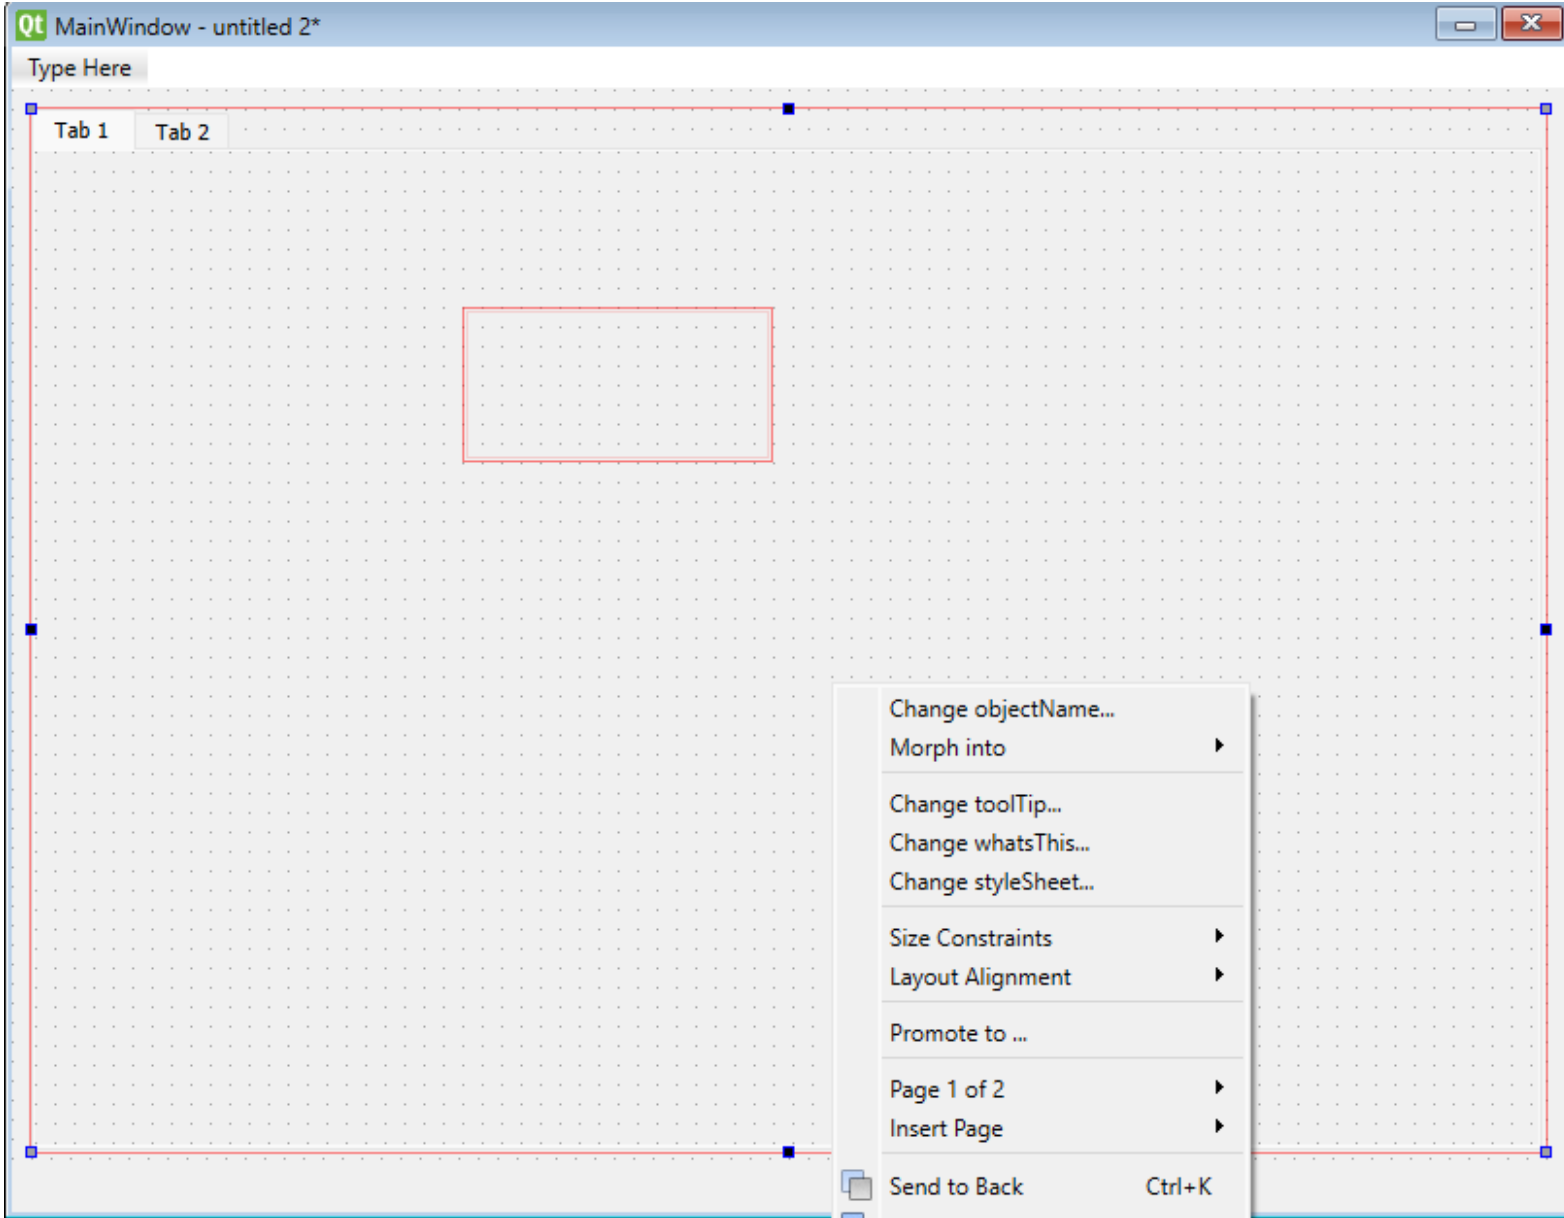 Qt MainWindow - untitled 2*
Type Here
Tab 1 Tab 2
Change objectName...
Morph into
Change toolTip...
Change whatsThis...
Change styleSheet...
Size Constraints
Layout Alignment
Promote to ...
Page 1 of 2
Insert Page
Send to Back Ctrl+K